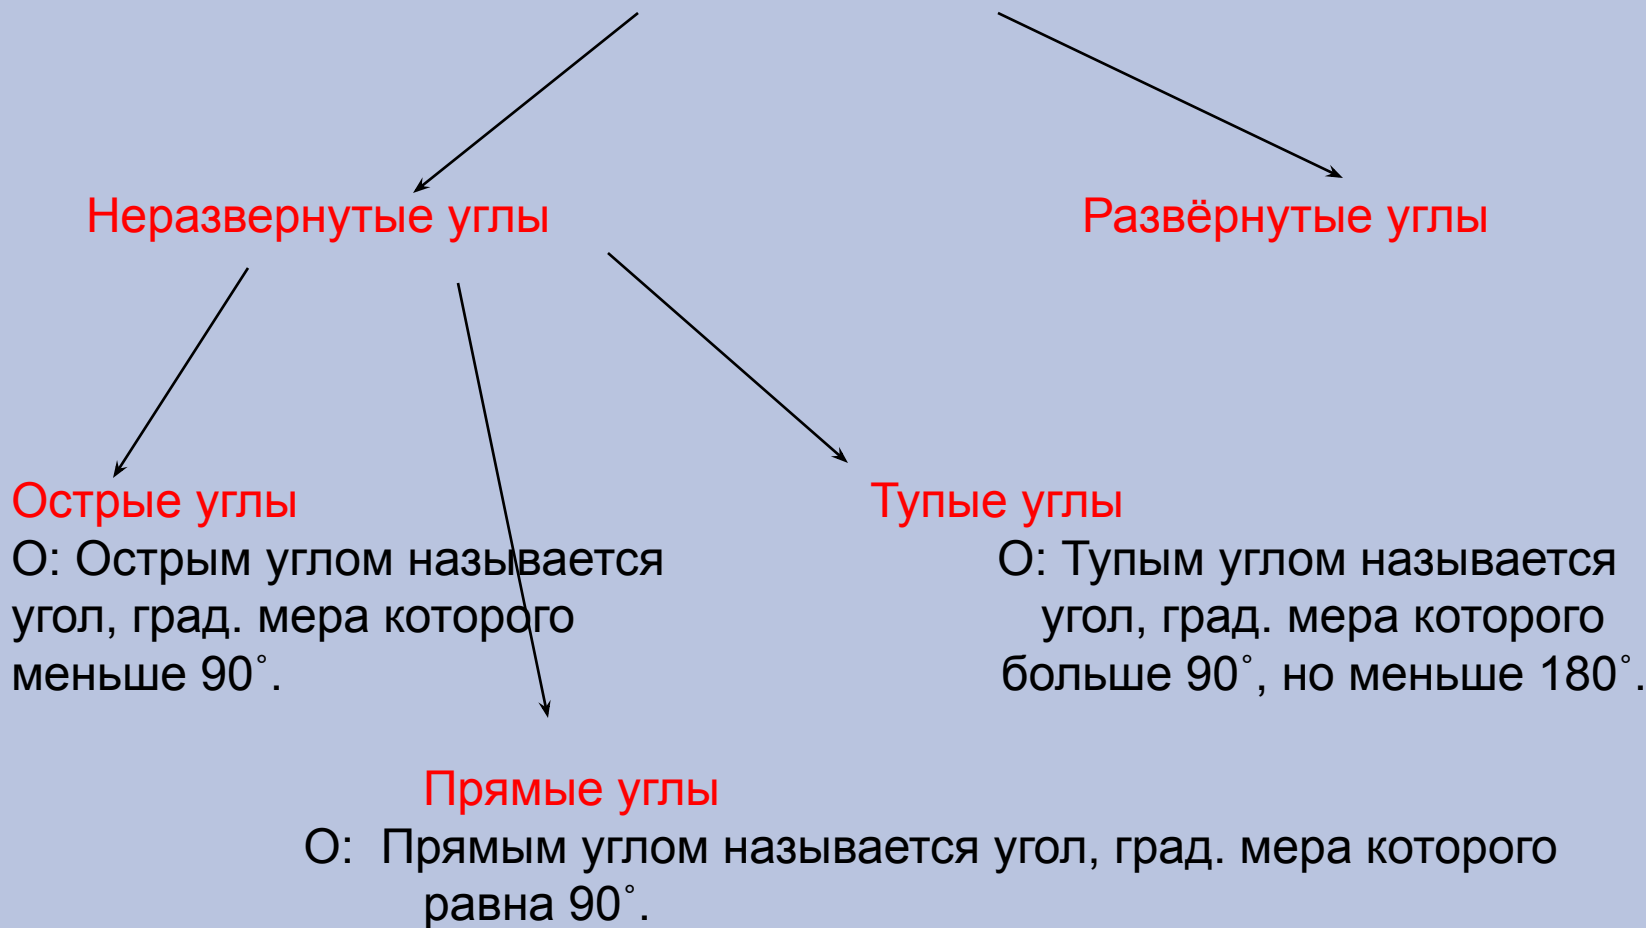 Неразвернутые углы
Развёрнутые углы
Острые углы
О: Острым углом называется
угол, град. мера которого
меньше 90˚.
Тупые углы
О: Тупым углом называется
угол, град. мера которого
больше 90˚, но меньше 180˚.
Прямые углы
О: Прямым углом называется угол, град. мера которого
равна 90˚.